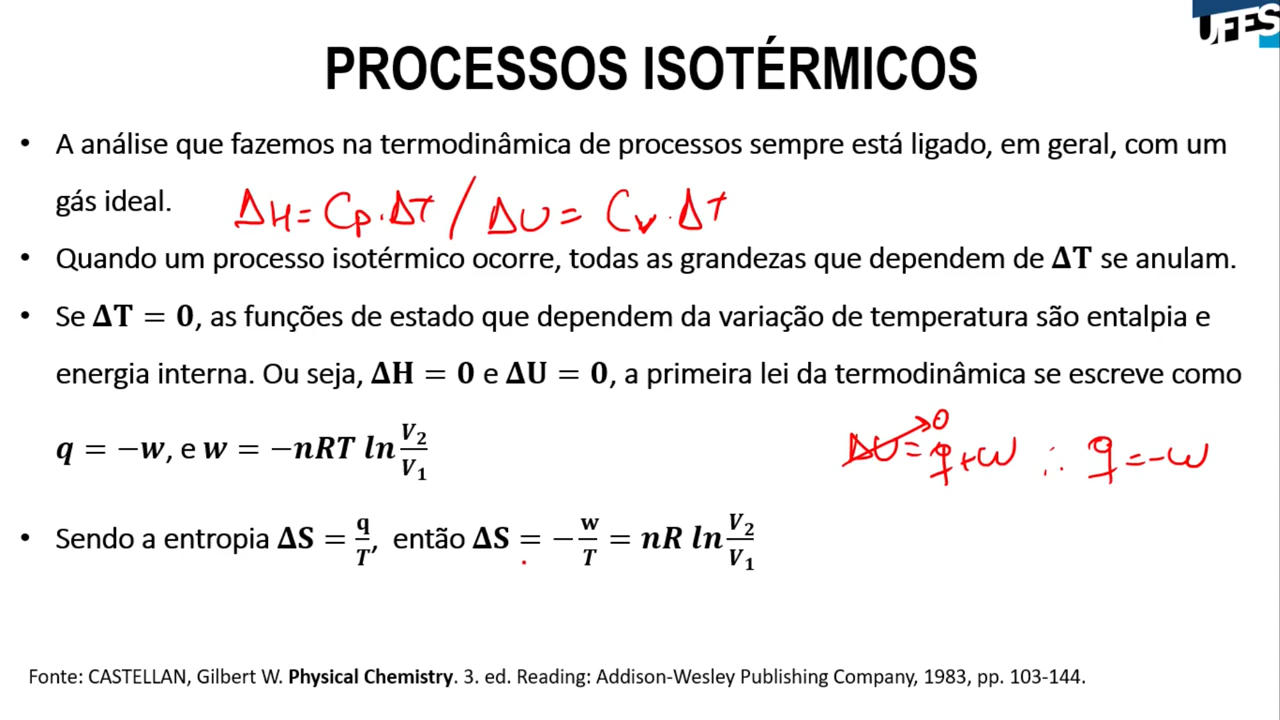 UFES
PROCESSOS ISOTÉRMICOS
• A análise que fazemos na termodinâmica de processos sempre está ligado, em geral, com um
gás ideal.
ΔH = Cp . ΔT / ΔU = Cv . ΔT
• Quando um processo isotérmico ocorre, todas as grandezas que dependem de ΔT se anulam.
• Se ΔT = 0, as funções de estado que dependem da variação de temperatura são entalpia e
energia interna. Ou seja, ΔH = 0 e ΔU = 0, a primeira lei da termodinâmica se escreve como
q = −w, e w = −nRT ln V₂/V₁
ΔU→0 = q + w ∴ q = −w
• Sendo a entropia ΔS = q/T, então ΔS = −w/T = nR ln V₂/V₁
Fonte: CASTELLAN, Gilbert W. Physical Chemistry. 3. ed. Reading: Addison-Wesley Publishing Company, 1983, pp. 103-144.